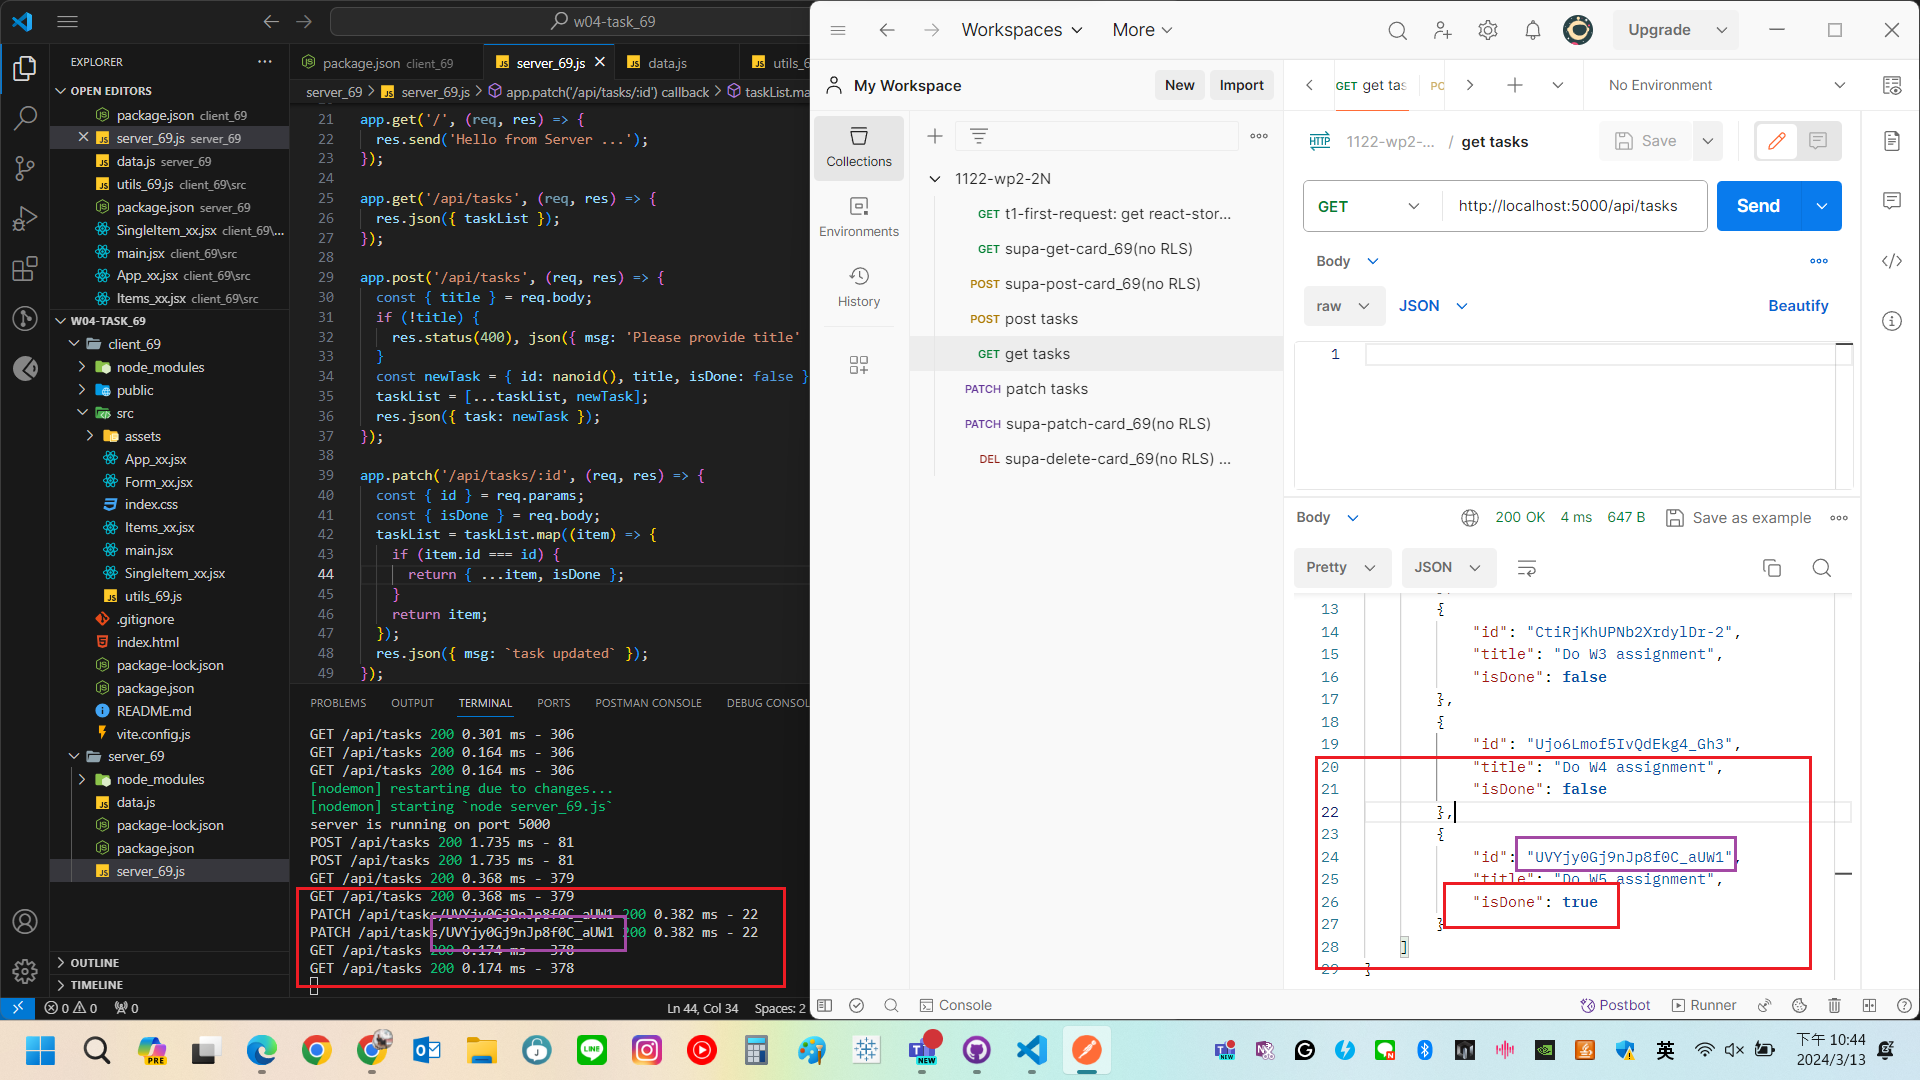 w04-task_69
EXPLORER
OPEN EDITORS
package.json client_69
server_69.js server_69
data.js server_69
utils_69.js client_69\src
package.json server_69
SingleItem_xx.jsx client_69\...
main.jsx client_69\src
App_xx.jsx client_69\src
Items_xx.jsx client_69\src
W04-TASK_69
client_69
node_modules
public
src
assets
App_xx.jsx
Form_xx.jsx
index.css
Items_xx.jsx
main.jsx
SingleItem_xx.jsx
utils_69.js
.gitignore
index.html
package-lock.json
package.json
README.md
vite.config.js
server_69
node_modules
data.js
package-lock.json
package.json
server_69.js
OUTLINE
TIMELINE
package.json client_69
server_69.js
data.js
utils_6
server_69 > server_69.js > app.patch('/api/tasks/:id') callback > taskList.ma
21 app.get('/', (req, res) => {
22 res.send('Hello from Server ...');
23 });
24
25 app.get('/api/tasks', (req, res) => {
26 res.json({ taskList });
27 });
28
29 app.post('/api/tasks', (req, res) => {
30 const { title } = req.body;
31 if (!title) {
32 res.status(400), json({ msg: 'Please provide title'
33 }
34 const newTask = { id: nanoid(), title, isDone: false }
35 taskList = [...taskList, newTask];
36 res.json({ task: newTask });
37 });
38
39 app.patch('/api/tasks/:id', (req, res) => {
40 const { id } = req.params;
41 const { isDone } = req.body;
42 taskList = taskList.map((item) => {
43 if (item.id === id) {
44 return { ...item, isDone };
45 }
46 return item;
47 });
48 res.json({ msg: `task updated` });
49 });
PROBLEMS OUTPUT TERMINAL PORTS POSTMAN CONSOLE DEBUG CONSOL
GET /api/tasks 200 0.301 ms - 306
GET /api/tasks 200 0.164 ms - 306
GET /api/tasks 200 0.164 ms - 306
[nodemon] restarting due to changes...
[nodemon] starting `node server_69.js`
server is running on port 5000
POST /api/tasks 200 1.735 ms - 81
POST /api/tasks 200 1.735 ms - 81
GET /api/tasks 200 0.368 ms - 379
GET /api/tasks 200 0.368 ms - 379
PATCH /api/tasks/UVYjy0Gj9nJp8f0C_aUW1 200 0.382 ms - 22
PATCH /api/tasks/UVYjy0Gj9nJp8f0C_aUW1 200 0.382 ms - 22
GET /api/tasks 200 0.174 ms - 378
GET /api/tasks 200 0.174 ms - 378
0 0 0
Ln 44, Col 34 Spaces: 2
Workspaces More Upgrade
My Workspace New Import
Collections
Environments
History
1122-wp2-2N
GET t1-first-request: get react-stor...
GET supa-get-card_69(no RLS)
POST supa-post-card_69(no RLS)
POST post tasks
GET get tasks
PATCH patch tasks
PATCH supa-patch-card_69(no RLS)
DEL supa-delete-card_69(no RLS) ...
GET get tas PO No Environment
HTTP 1122-wp2-... / get tasks Save
GET http://localhost:5000/api/tasks Send
Body
raw JSON Beautify
1
Body 200 OK 4 ms 647 B Save as example
Pretty JSON
13 {
14 "id": "CtiRjKhUPNb2XrdylDr-2",
15 "title": "Do W3 assignment",
16 "isDone": false
17 },
18 {
19 "id": "Ujo6Lmof5IvQdEkg4_Gh3",
20 "title": "Do W4 assignment",
21 "isDone": false
22 },
23 {
24 "id": "UVYjy0Gj9nJp8f0C_aUW1",
25 "title": "Do W5 assignment",
26 "isDone": true
27 }
28 ]
29 }
Console Postbot Runner
英
下午 10:44
2024/3/13